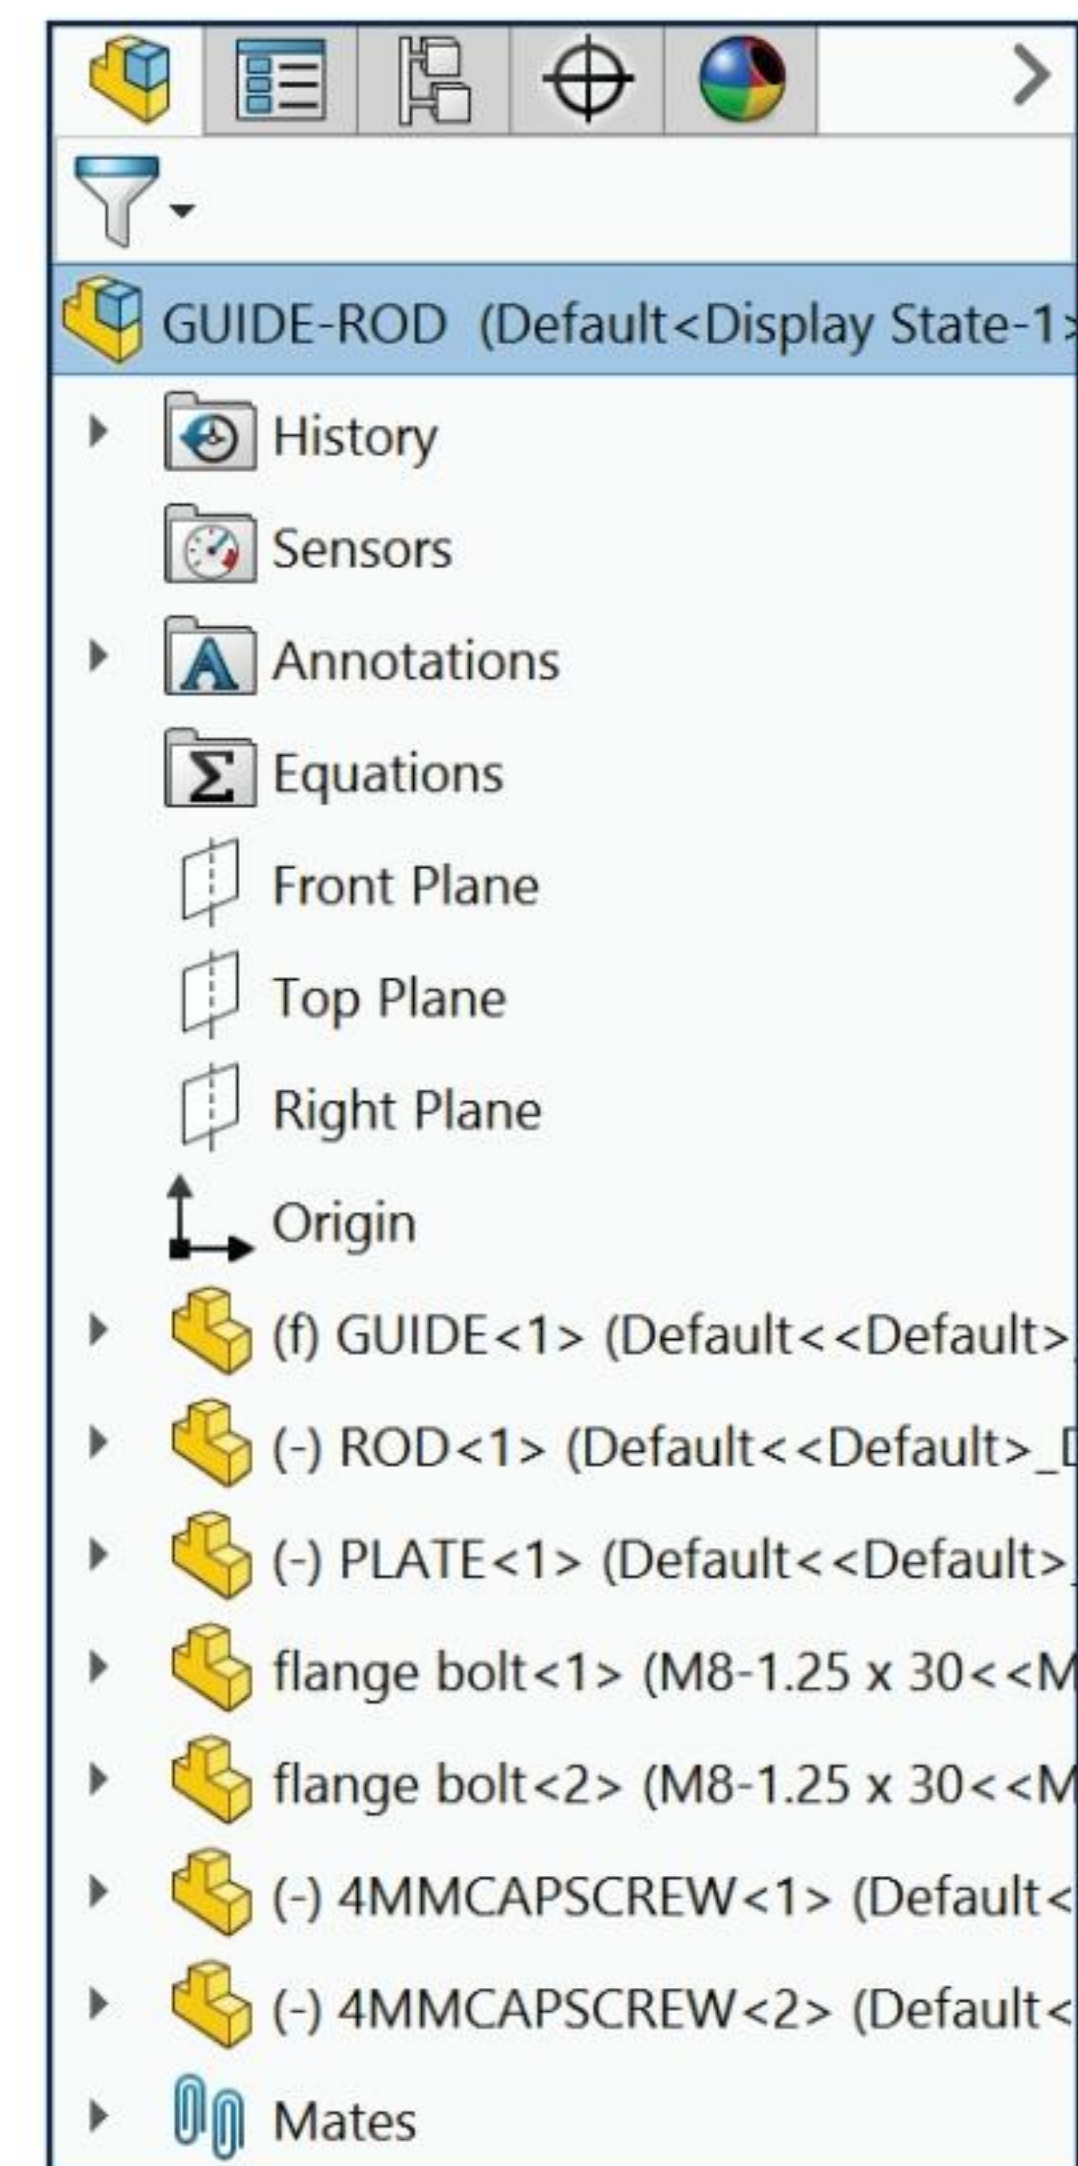 GUIDE-ROD (Default<Display State-1>
History
Sensors
Annotations
Equations
Front Plane
Top Plane
Right Plane
Origin
(f) GUIDE<1> (Default<<Default>_
(-) ROD<1> (Default<<Default>_D
(-) PLATE<1> (Default<<Default>_
flange bolt<1> (M8-1.25 x 30<<M
flange bolt<2> (M8-1.25 x 30<<M
(-) 4MMCAPSCREW<1> (Default<
(-) 4MMCAPSCREW<2> (Default<
Mates